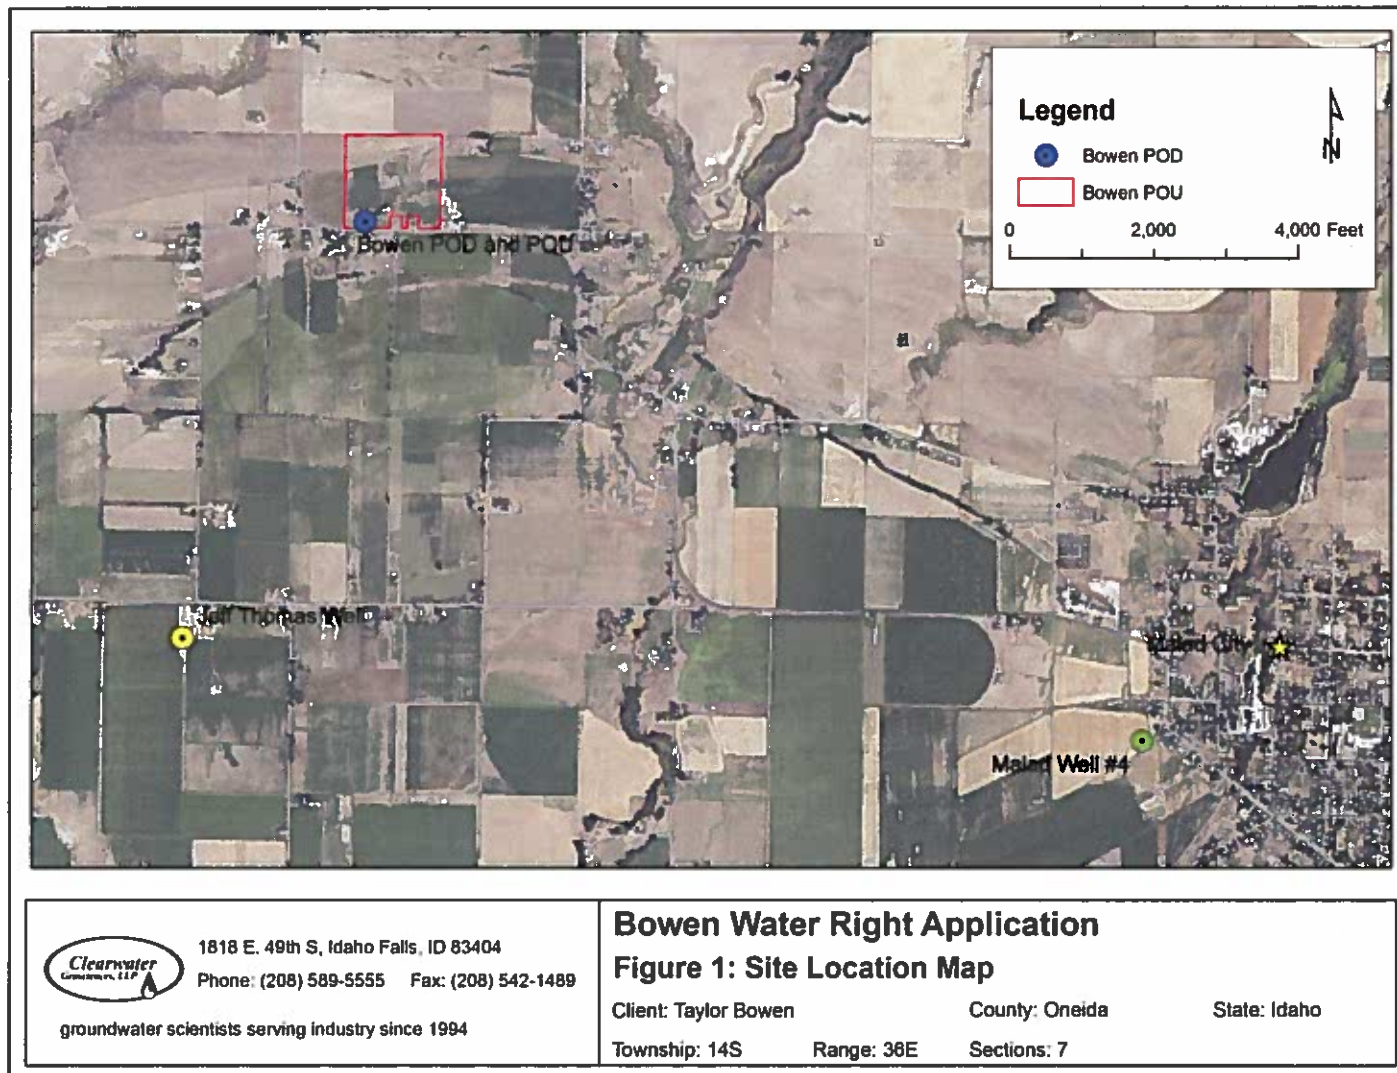 Legend
N
Bowen POD
Bowen POU
0 2,000 4,000 Feet
Bowen POD and POU
Jeff Thomas Well
Malad City
Malad Well #4
Clearwater
Geosciences, LLP
1818 E. 49th S, Idaho Falls, ID 83404
Phone: (208) 589-5555 Fax: (208) 542-1489
groundwater scientists serving industry since 1994
Bowen Water Right Application
Figure 1: Site Location Map
Client: Taylor Bowen County: Oneida State: Idaho
Township: 14S Range: 36E Sections: 7